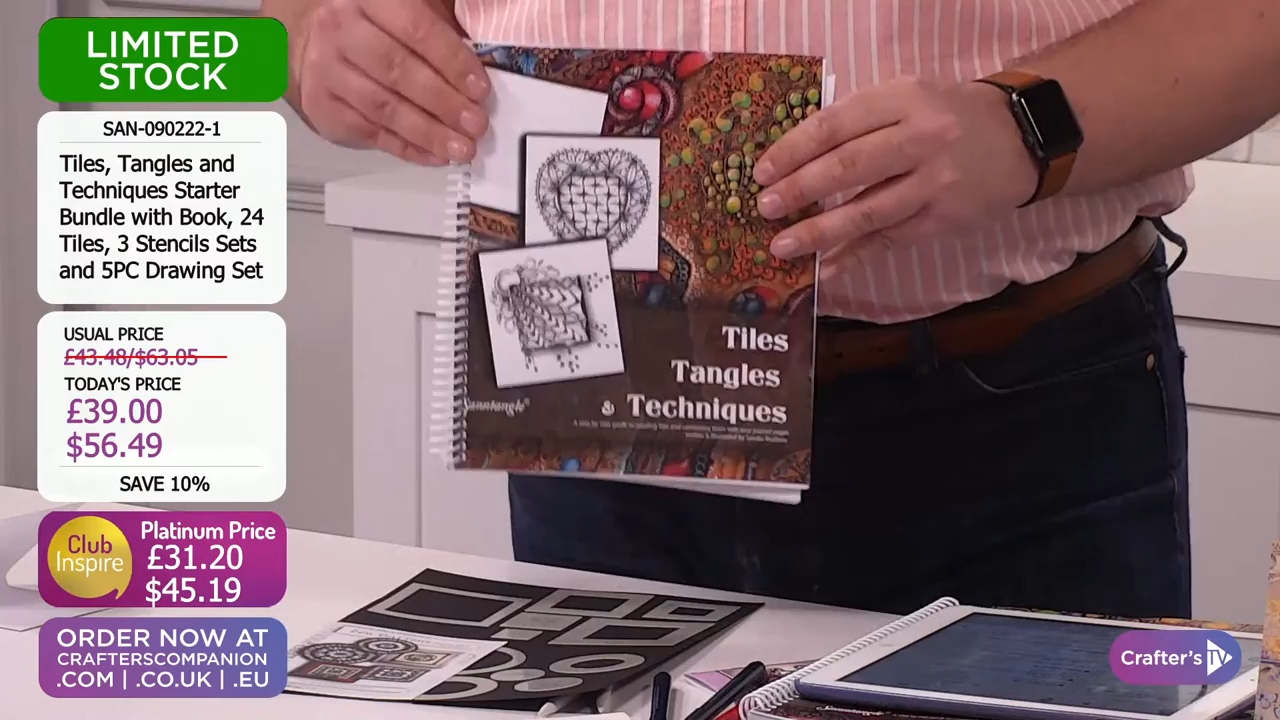 LIMITED
STOCK
SAN-090222-1
Tiles, Tangles and
Techniques Starter
Bundle with Book, 24
Tiles, 3 Stencils Sets
and 5PC Drawing Set
USUAL PRICE
£43.48/$63.05
TODAY'S PRICE
£39.00
$56.49
SAVE 10%
Club
Inspire
Platinum Price
£31.20
$45.19
ORDER NOW AT
CRAFTERSCOMPANION
.COM | .CO.UK | .EU
Tiles
Tangles
& Techniques
Sanntangle®
Crafter's TV